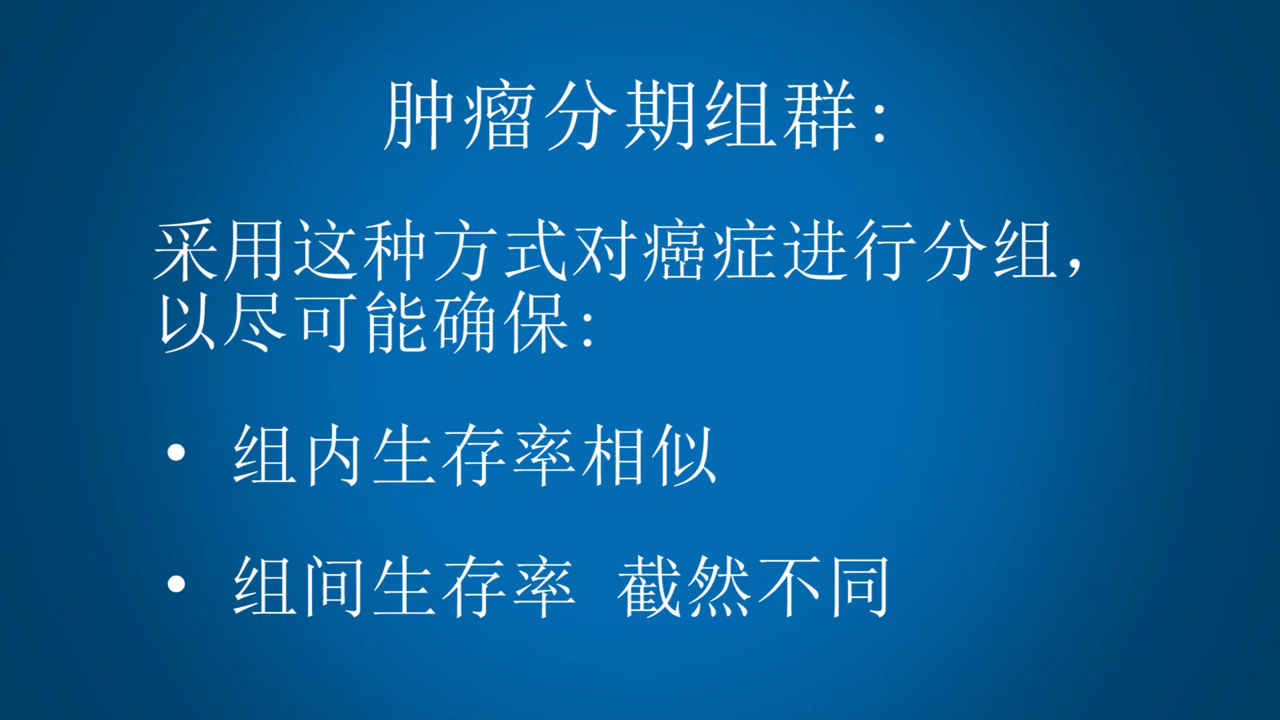 肿瘤分期组群:
采用这种方式对癌症进行分组，
以尽可能确保:
• 组内生存率相似
• 组间生存率 截然不同